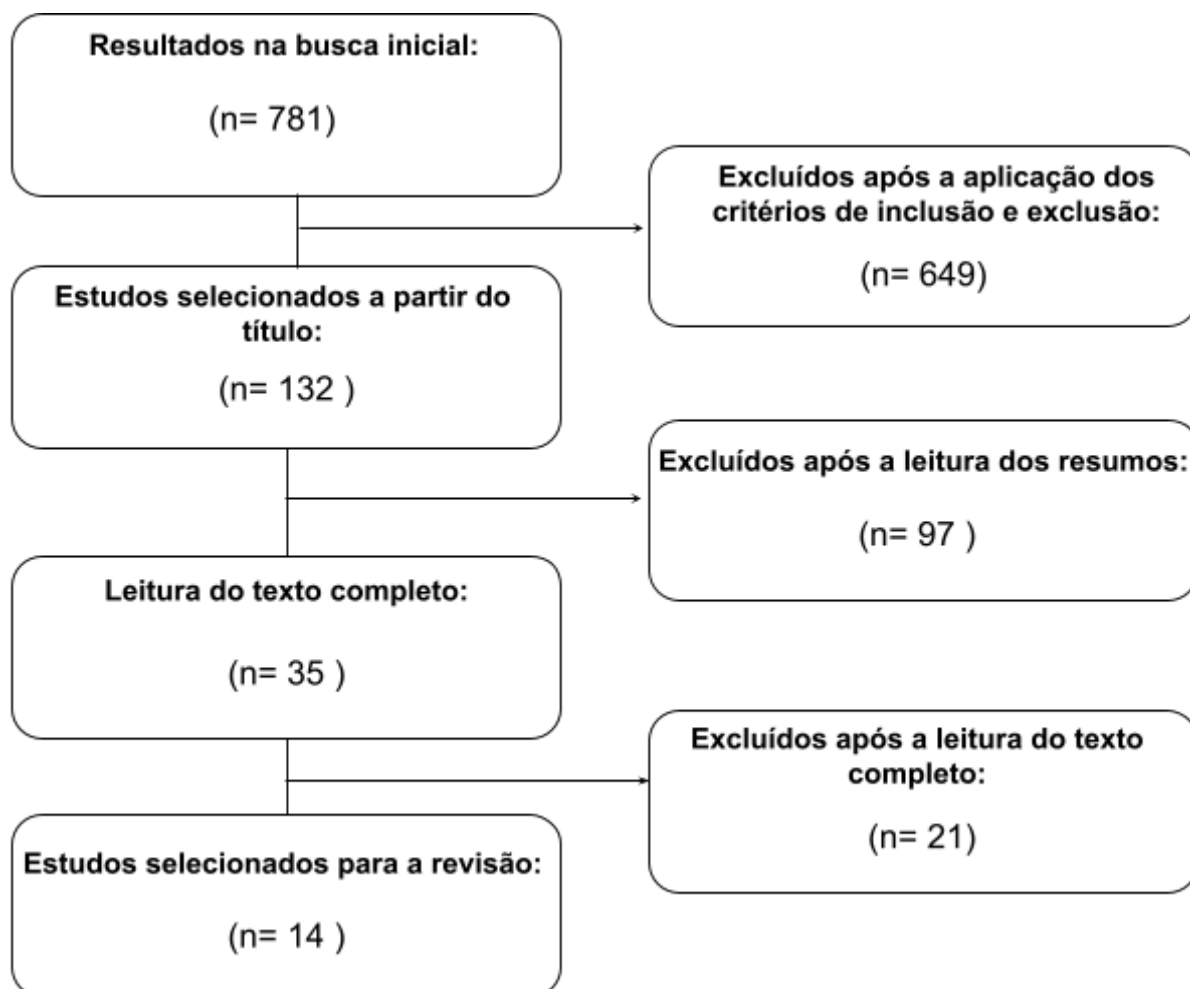 Resultados na busca inicial:
(n= 781)
Excluídos após a aplicação dos
critérios de inclusão e exclusão:
(n= 649)
Estudos selecionados a partir do
título:
(n= 132 )
Excluídos após a leitura dos resumos:
(n= 97 )
Leitura do texto completo:
(n= 35 )
Excluídos após a leitura do texto
completo:
(n= 21)
Estudos selecionados para a revisão:
(n= 14 )